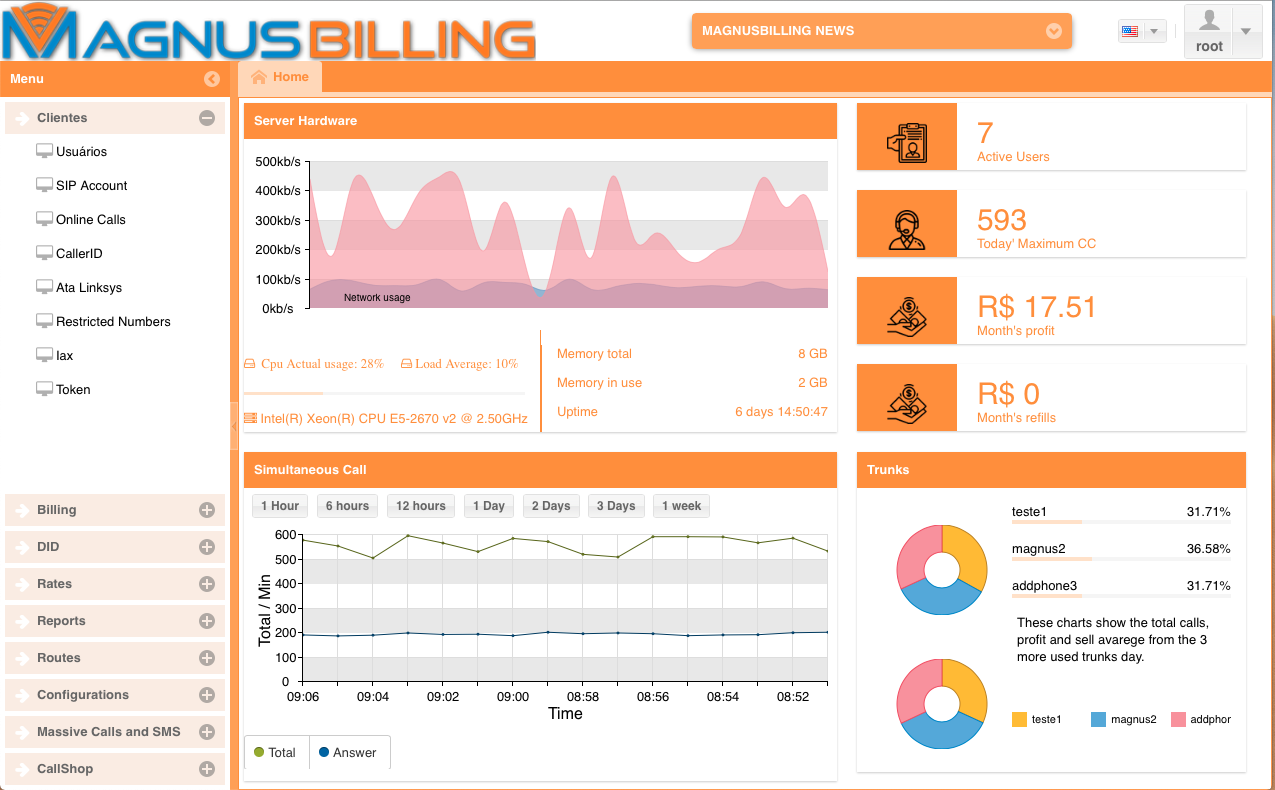 MAGNUSBILLING
MAGNUSBILLING NEWS
root
Menu
Home
Clientes
Usuários
SIP Account
Online Calls
CallerID
Ata Linksys
Restricted Numbers
Iax
Token
Billing
DID
Rates
Reports
Routes
Configurations
Massive Calls and SMS
CallShop
Server Hardware
500kb/s
400kb/s
300kb/s
200kb/s
100kb/s
0kb/s
Network usage
Cpu Actual usage: 28% Load Average: 10%
Intel(R) Xeon(R) CPU E5-2670 v2 @ 2.50GHz
Memory total 8 GB
Memory in use 2 GB
Uptime 6 days 14:50:47
7
Active Users
593
Today' Maximum CC
R$ 17.51
Month's profit
R$ 0
Month's refills
Simultaneous Call
1 Hour 6 hours 12 hours 1 Day 2 Days 3 Days 1 week
Total / Min
600
500
400
300
200
100
0
09:06 09:04 09:02 09:00 08:58 08:56 08:54 08:52
Time
Total Answer
Trunks
teste1 31.71%
magnus2 36.58%
addphone3 31.71%
These charts show the total calls,
profit and sell avarege from the 3
more used trunks day.
teste1 magnus2 addphor